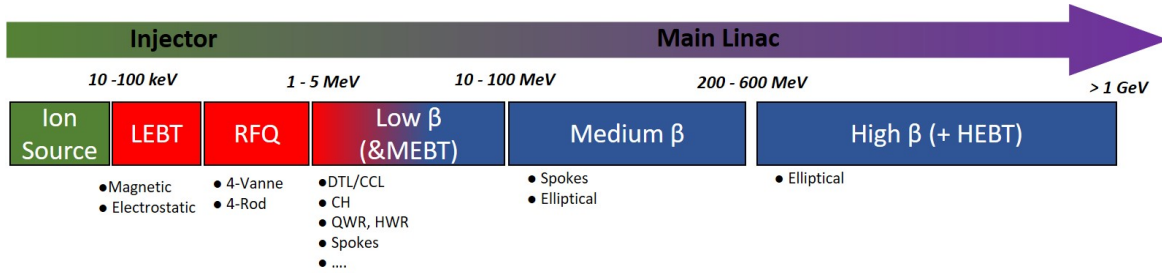 Injector
Main Linac
10 -100 keV
1 - 5 MeV
10 - 100 MeV
200 - 600 MeV
> 1 GeV
Ion
Source
LEBT
RFQ
Low β
(&MEBT)
Medium β
High β (+ HEBT)
●Magnetic
● Electrostatic
● 4-Vanne
● 4-Rod
●DTL/CCL
● CH
● QWR, HWR
● Spokes
● ....
● Spokes
● Elliptical
● Elliptical